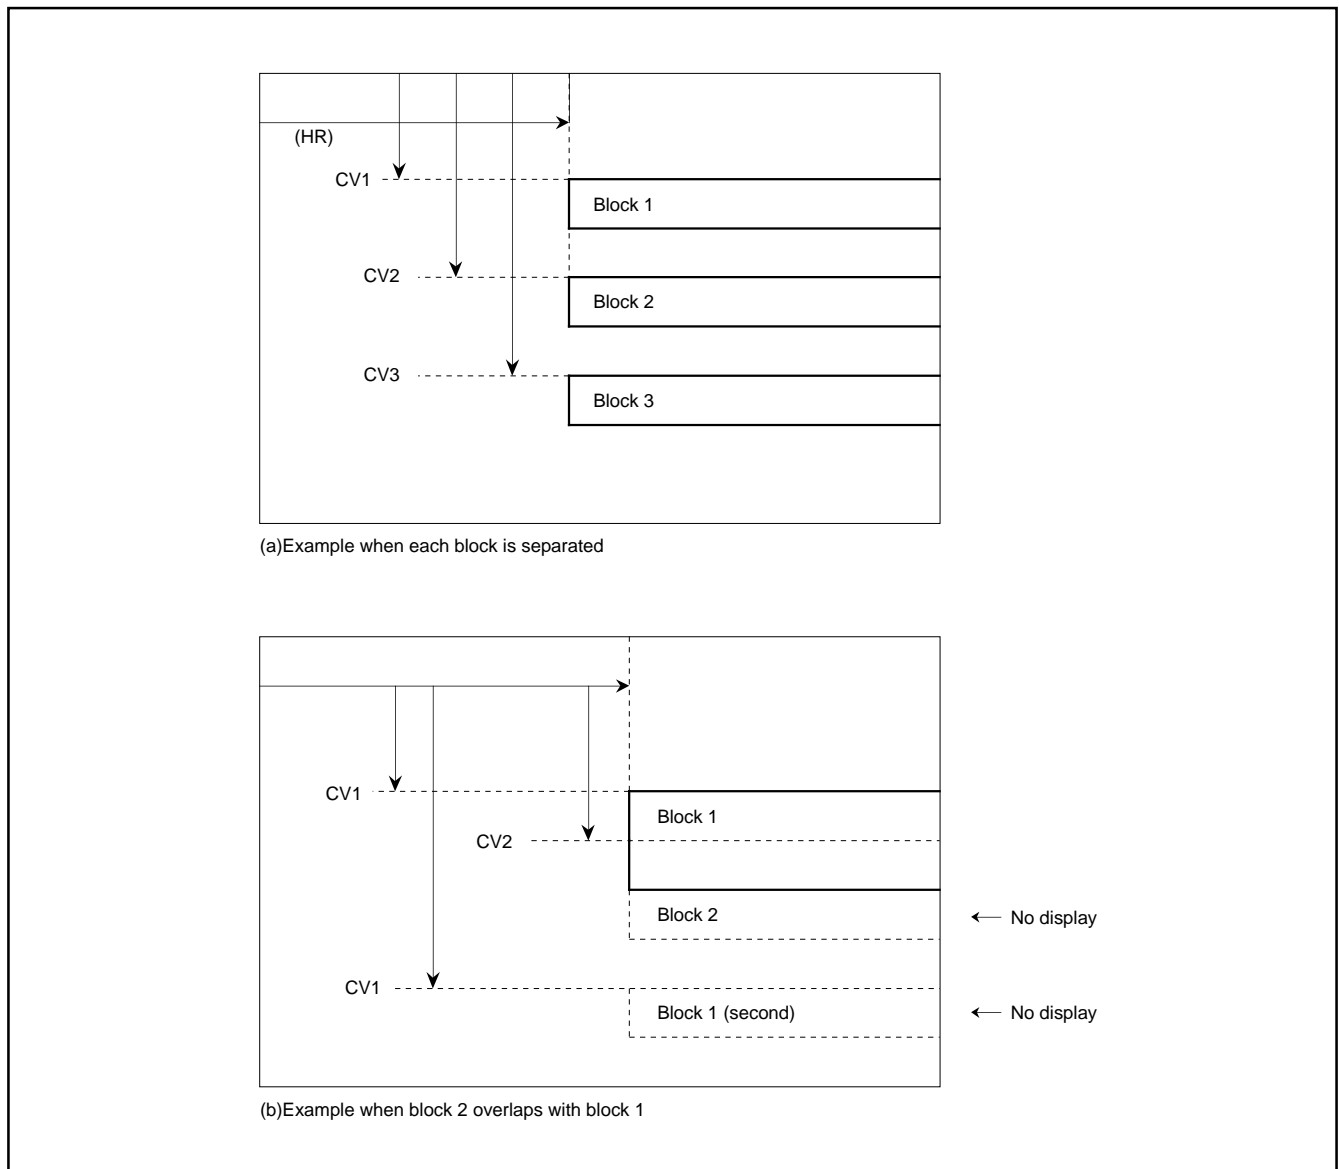 (HR)
CV1
Block 1
CV2
Block 2
CV3
Block 3
(a)Example when each block is separated
CV1
Block 1
CV2
Block 2
No display
CV1
Block 1 (second)
No display
(b)Example when block 2 overlaps with block 1